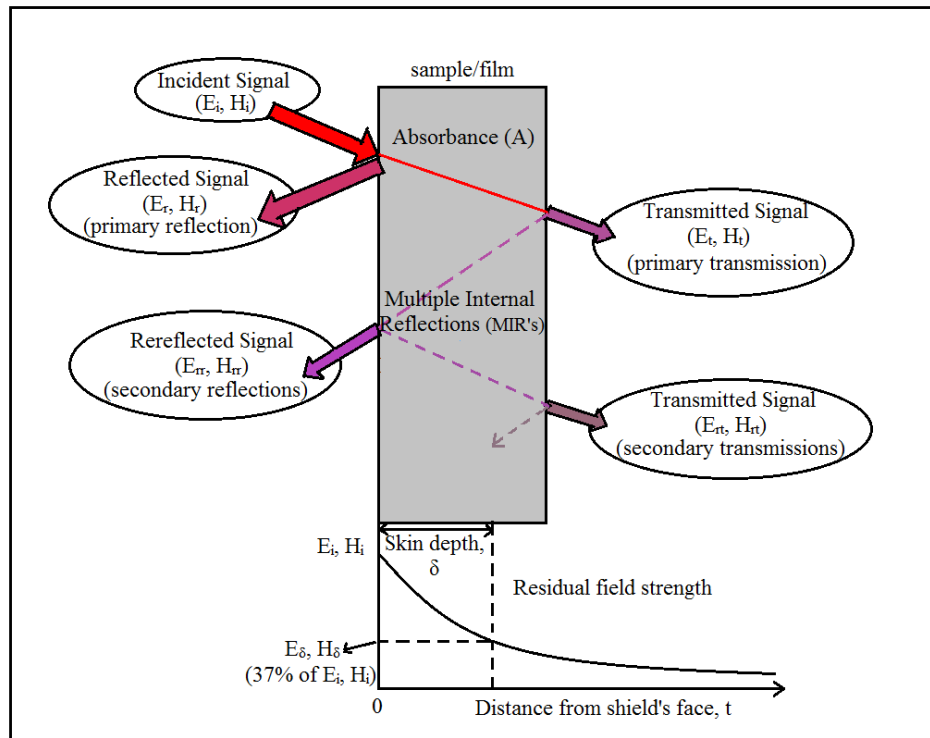 sample/film
Incident Signal
(Eᵢ, Hᵢ)
Absorbance (A)
Reflected Signal
(Eᵣ, Hᵣ)
(primary reflection)
Transmitted Signal
(Eₜ, Hₜ)
(primary transmission)
Multiple Internal
Reflections (MIR's)
Rereflected Signal
(Eᵣᵣ, Hᵣᵣ)
(secondary reflections)
Transmitted Signal
(Eᵣₜ, Hᵣₜ)
(secondary transmissions)
Eᵢ, Hᵢ
Skin depth,
δ
Residual field strength
Eδ, Hδ
(37% of Eᵢ, Hᵢ)
0
Distance from shield's face, t